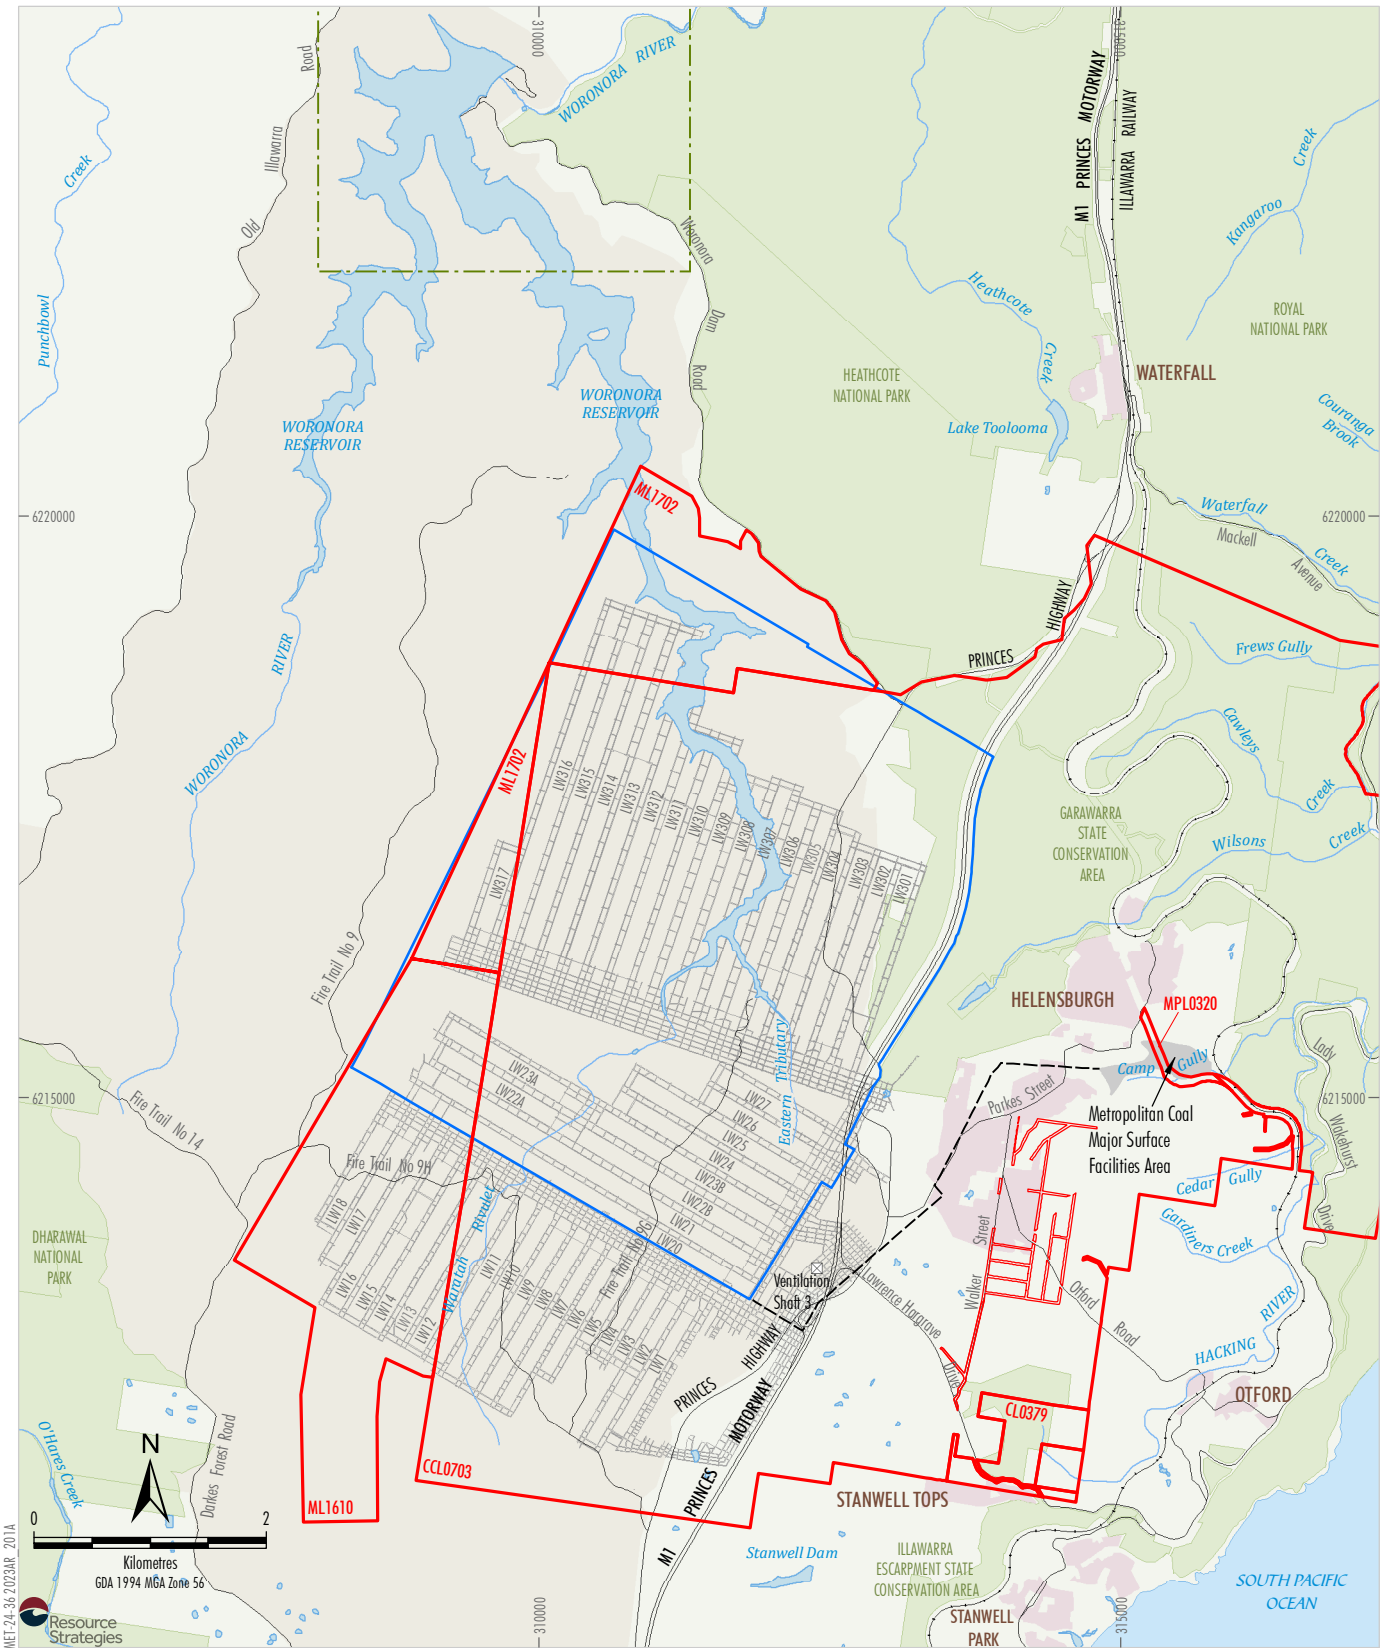 310000
315000
Road
WORONORA RIVER
M1 PRINCES MOTORWAY
ILLAWARRA RAILWAY
Creek
Illawarra
Creek
Kangaroo
Old
Woronora
Heathcote
Punchbowl
Dam
ROYAL
NATIONAL PARK
Creek
Road
HEATHCOTE
NATIONAL PARK
WATERFALL
WORONORA
RESERVOIR
WORONORA
RESERVOIR
Lake Toolooma
Couranga
Brook
ML1702
Waterfall
6220000
6220000
Mackell
Creek
Avenue
HIGHWAY
PRINCES
Frews Gully
RIVER
WORONORA
Cawleys
Creek
ML1702
LW316
LW315
LW314
LW313
LW312
LW311
LW310
LW309
LW308
LW307
LW306
LW305
LW304
LW303
LW302
LW301
LW317
GARAWARRA
STATE
CONSERVATION
AREA
Wilsons
Creek
Fire Trail No 9
HELENSBURGH
MPL0320
Eastern Tributary
Camp Gully
Lady
Wakehurst
Drive
6215000
6215000
LW23A
LW22A
LW27
LW26
LW25
LW24
LW23B
LW22B
LW21
LW20
Parkes Street
Metropolitan Coal
Major Surface
Facilities Area
Fire Trail No 14
Fire Trail No 9H
Cedar Gully
LW18
LW17
Waratah Rivulet
Fire Trail No 9G
Gardiners Creek
Street
Walker
DHARAWAL
NATIONAL
PARK
LW16
LW15
LW14
LW13
LW12
LW11
LW10
LW9
LW8
LW7
LW6
LW5
LW4
LW3
LW2
LW1
Ventilation
Shaft 3
Lawrence Hargrave
Drive
Otford
Road
HACKING RIVER
HIGHWAY
PRINCES
OTFORD
MOTORWAY
CL0379
O'Hares Creek
Darkes Forest Road
N
CCL0703
PRINCES
STANWELL TOPS
ML1610
0 2
Kilometres
GDA 1994 MGA Zone 56
M1
Stanwell Dam
ILLAWARRA
ESCARPMENT STATE
CONSERVATION AREA
SOUTH PACIFIC
OCEAN
STANWELL
PARK
310000
315000
MET-24-36 2023AR_201A
Resource
Strategies